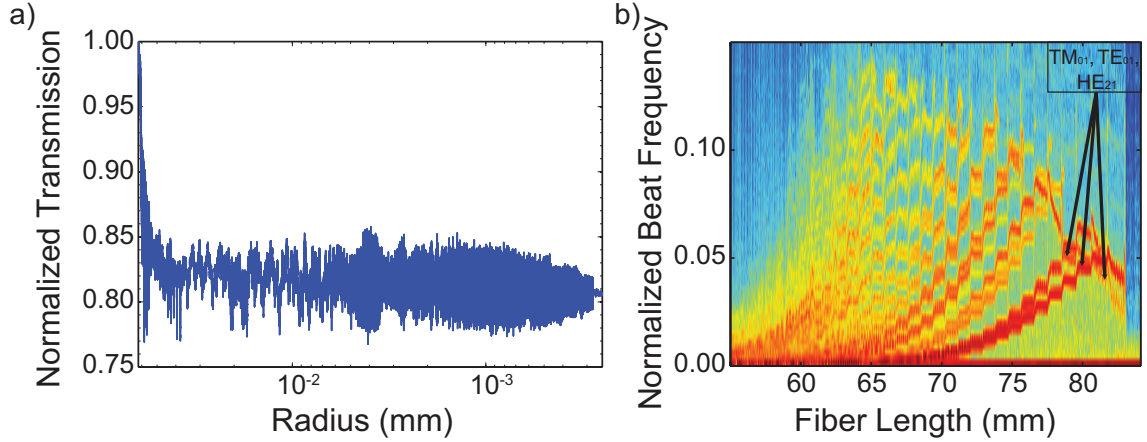 a)
Normalized Transmission
1.00
0.95
0.90
0.85
0.80
0.75
10⁻²
10⁻³
Radius (mm)
b)
Normalized Beat Frequency
0.10
0.05
0.00
TM₀₁, TE₀₁,
HE₂₁
60 65 70 75 80
Fiber Length (mm)